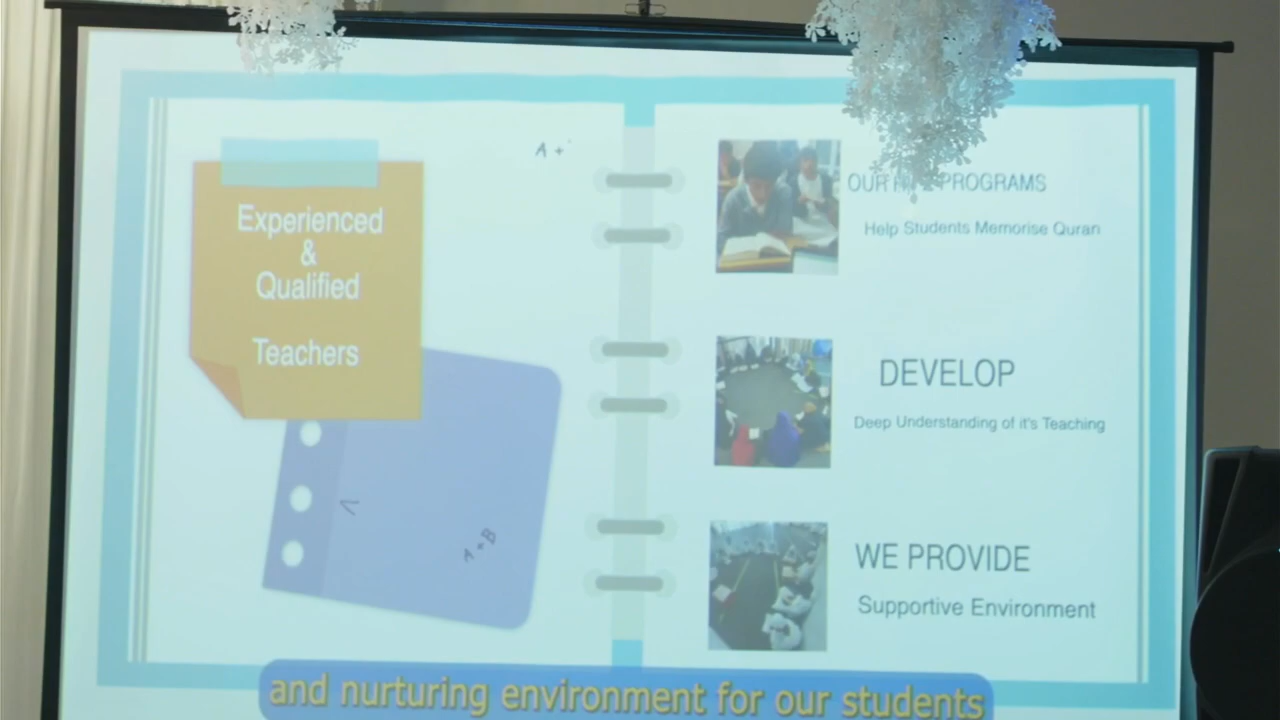 Experienced
&
Qualified
Teachers
A +
A + B
OUR PROGRAMS
Help Students Memorise Quran
DEVELOP
Deep Understanding of it's Teaching
WE PROVIDE
Supportive Environment
and nurturing environment for our students